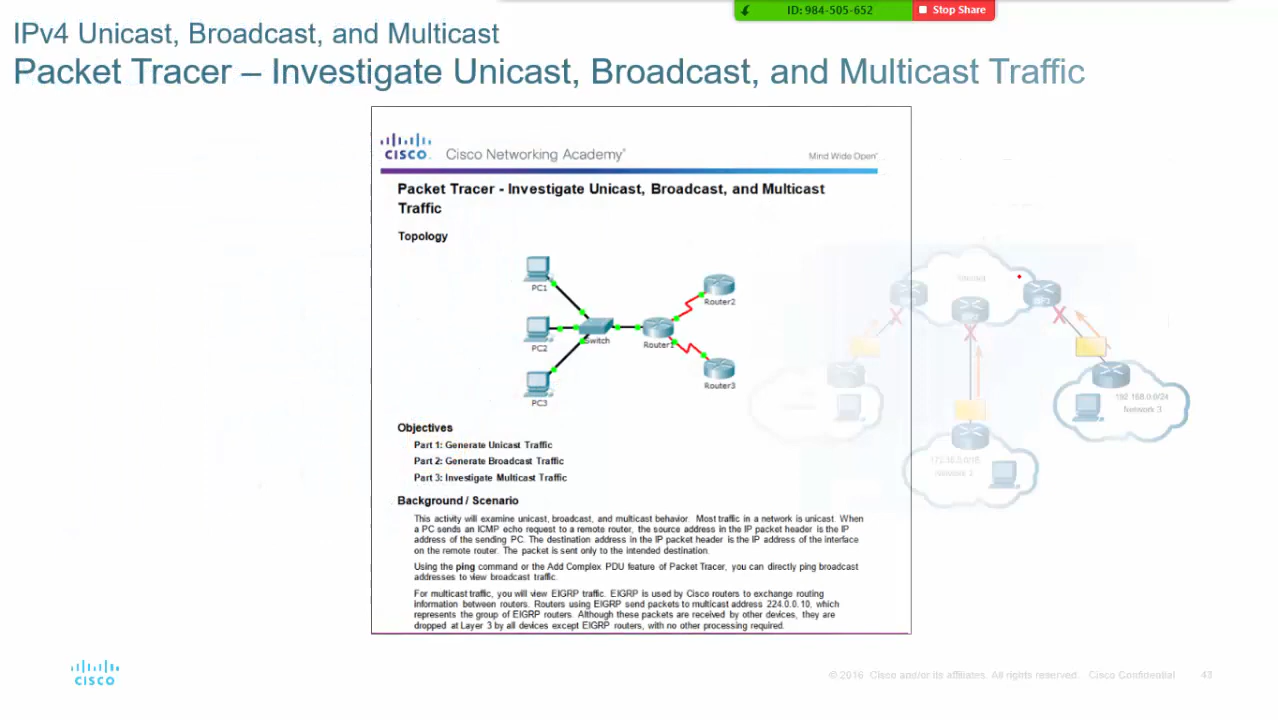 ID: 984-505-652
Stop Share
IPv4 Unicast, Broadcast, and Multicast
Packet Tracer – Investigate Unicast, Broadcast, and Multicast Traffic
CISCO
Cisco Networking Academy
Mind Wide Open
Packet Tracer - Investigate Unicast, Broadcast, and Multicast
Traffic
Topology
PC1
PC2
PC3
Switch
Router1
Router2
Router3
192.168.0.0/24
Network 3
Objectives
Part 1: Generate Unicast Traffic
Part 2: Generate Broadcast Traffic
Part 3: Investigate Multicast Traffic
Background / Scenario
This activity will examine unicast, broadcast, and multicast behavior. Most traffic in a network is unicast. When
a PC sends an ICMP echo request to a remote router, the source address in the IP packet header is the IP
address of the sending PC. The destination address in the IP packet header is the IP address of the interface
on the remote router. The packet is sent only to the intended destination.
Using the ping command or the Add Complex PDU feature of Packet Tracer, you can directly ping broadcast
addresses to view broadcast traffic.
For multicast traffic, you will view EIGRP traffic. EIGRP is used by Cisco routers to exchange routing
information between routers. Routers using EIGRP send packets to multicast address 224.0.0.10, which
represents the group of EIGRP routers. Although these packets are received by other devices, they are
dropped at Layer 3 by all devices except EIGRP routers, with no other processing required.
CISCO
© 2016 Cisco and/or its affiliates. All rights reserved. Cisco Confidential
43